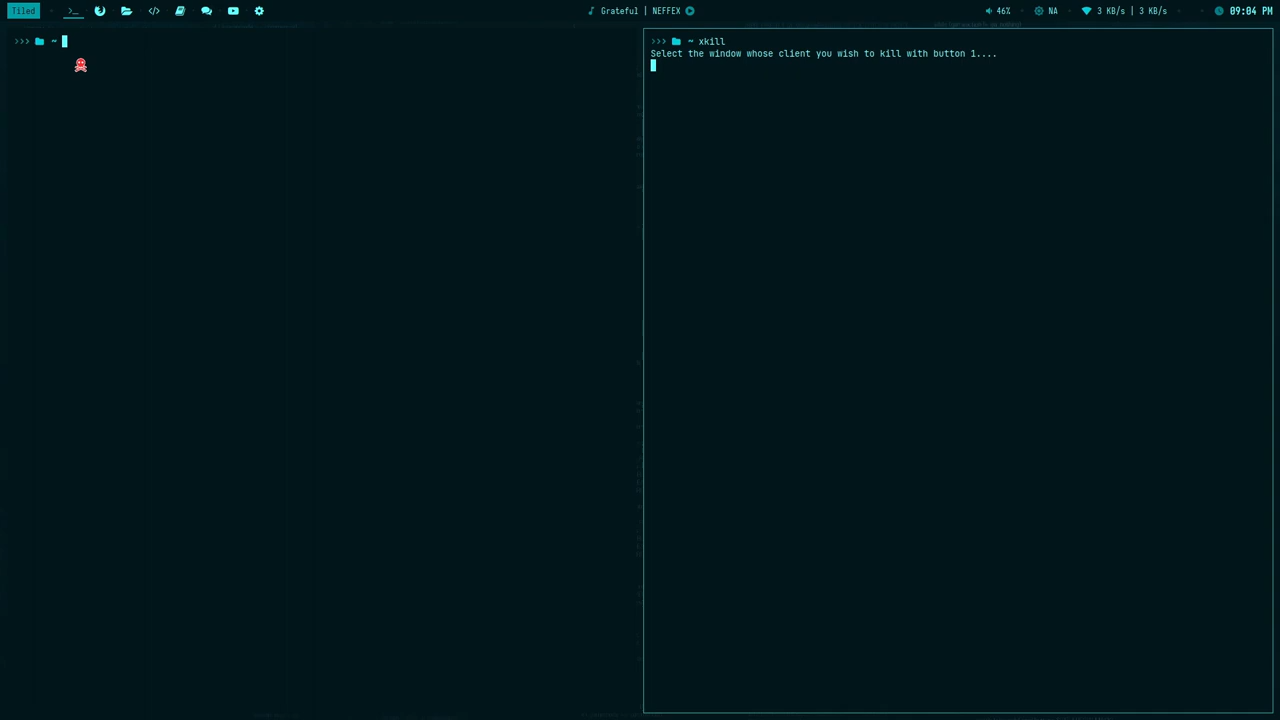 Tiled
>_
</>
Grateful | NEFFEX
46%
NA
3 KB/s | 3 KB/s
09:04 PM
>>> ~
>>> ~ xkill
Select the window whose client you wish to kill with button 1....